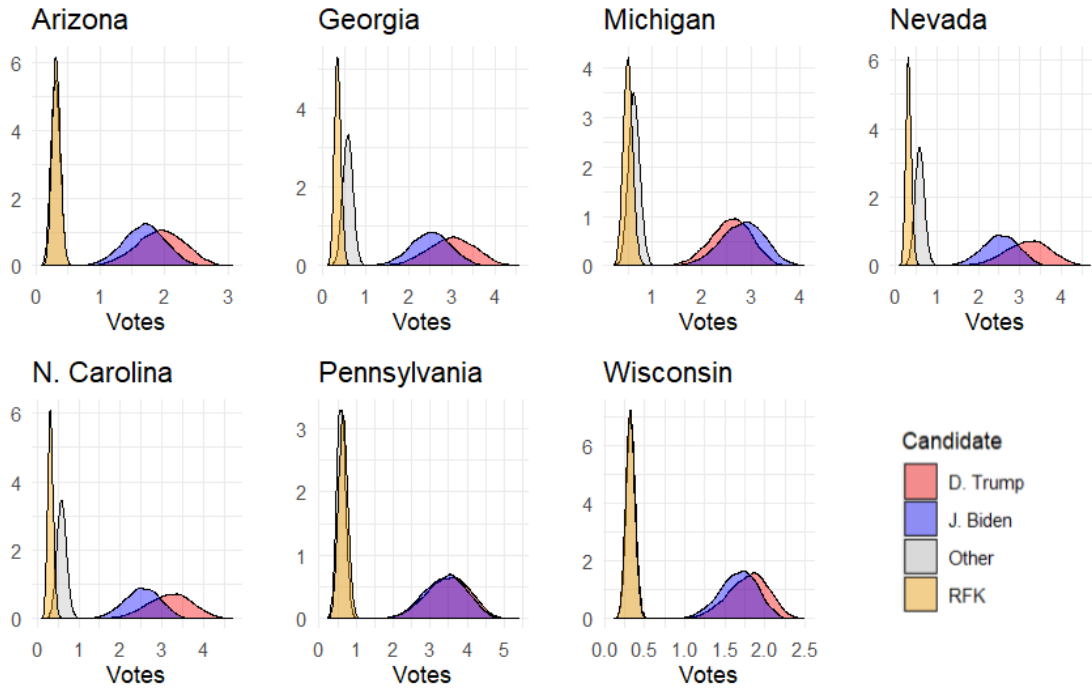 Arizona
6
4
2
0
0 1 2 3
Votes
Georgia
4
2
0
0 1 2 3 4
Votes
Michigan
4
3
2
1
0
1 2 3 4
Votes
Nevada
6
4
2
0
0 1 2 3 4
Votes
N. Carolina
6
4
2
0
0 1 2 3 4
Votes
Pennsylvania
3
2
1
0
0 1 2 3 4 5
Votes
Wisconsin
6
4
2
0
0.0 0.5 1.0 1.5 2.0 2.5
Votes
Candidate
D. Trump
J. Biden
Other
RFK